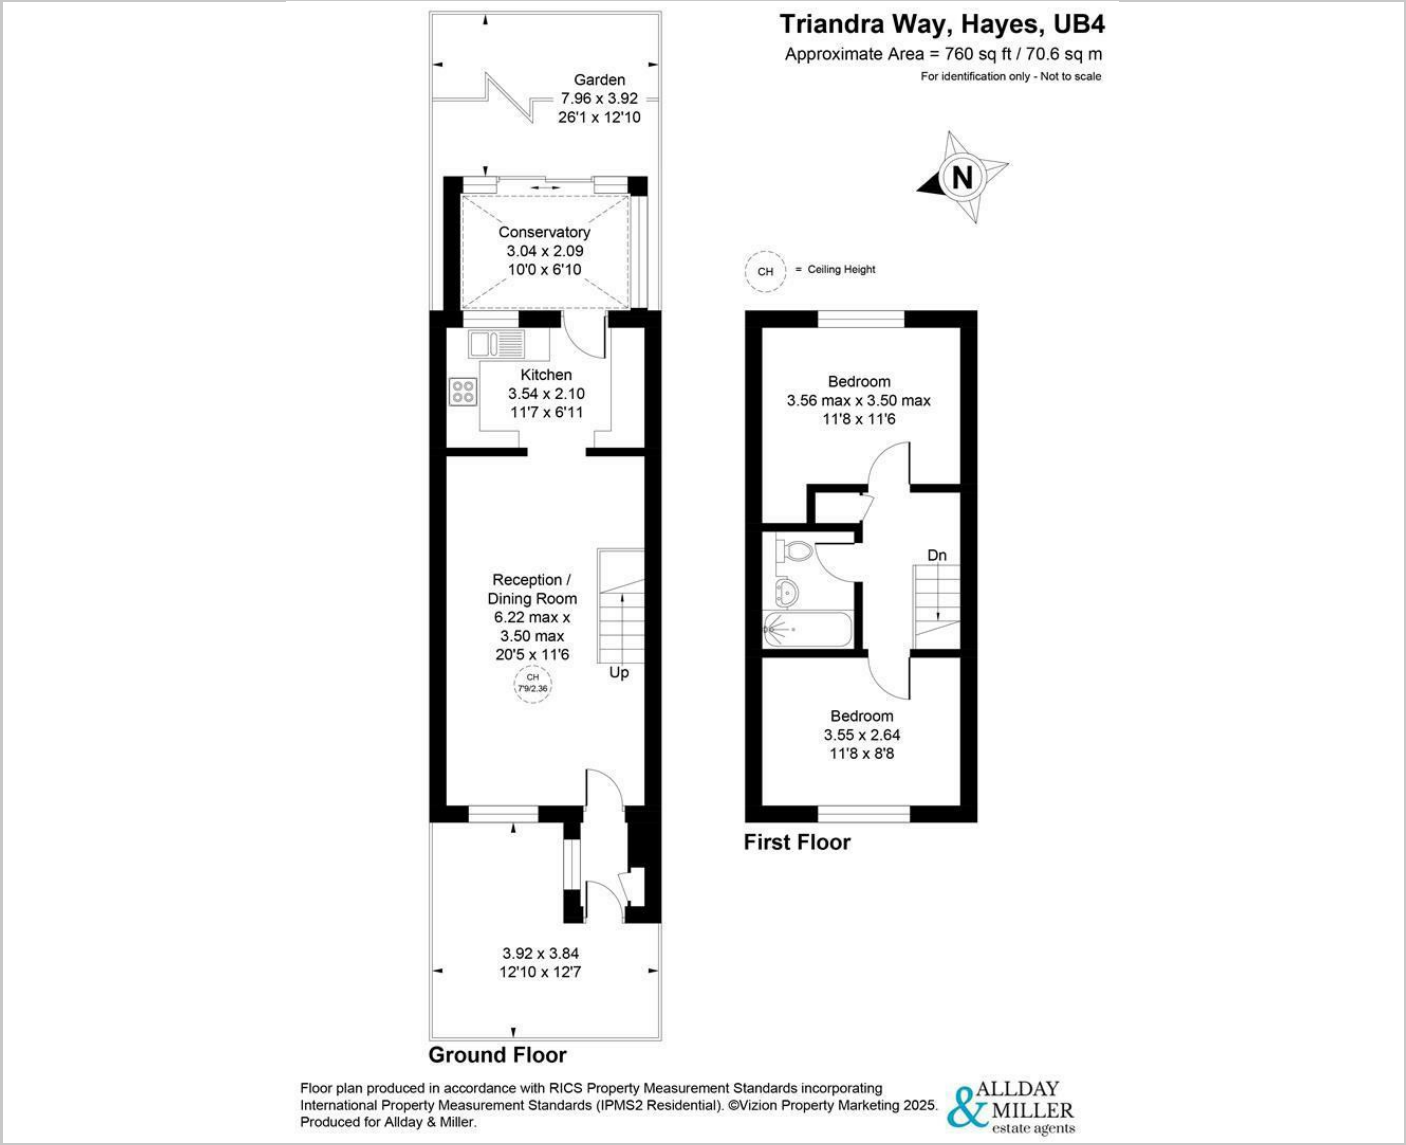 Triandra Way, Hayes, UB4
Approximate Area = 760 sq ft / 70.6 sq m
For identification only - Not to scale
Garden
7.96 x 3.92
26'1 x 12'10
N
Conservatory
3.04 x 2.09
10'0 x 6'10
CH
= Ceiling Height
Kitchen
3.54 x 2.10
11'7 x 6'11
Bedroom
3.56 max x 3.50 max
11'8 x 11'6
Reception /
Dining Room
6.22 max x
3.50 max
20'5 x 11'6
CH
7'9/2.36
Up
Dn
Bedroom
3.55 x 2.64
11'8 x 8'8
First Floor
3.92 x 3.84
12'10 x 12'7
Ground Floor
Floor plan produced in accordance with RICS Property Measurement Standards incorporating
International Property Measurement Standards (IPMS2 Residential). ©Vizion Property Marketing 2025.
Produced for Allday & Miller.
ALLDAY
& MILLER
estate agents